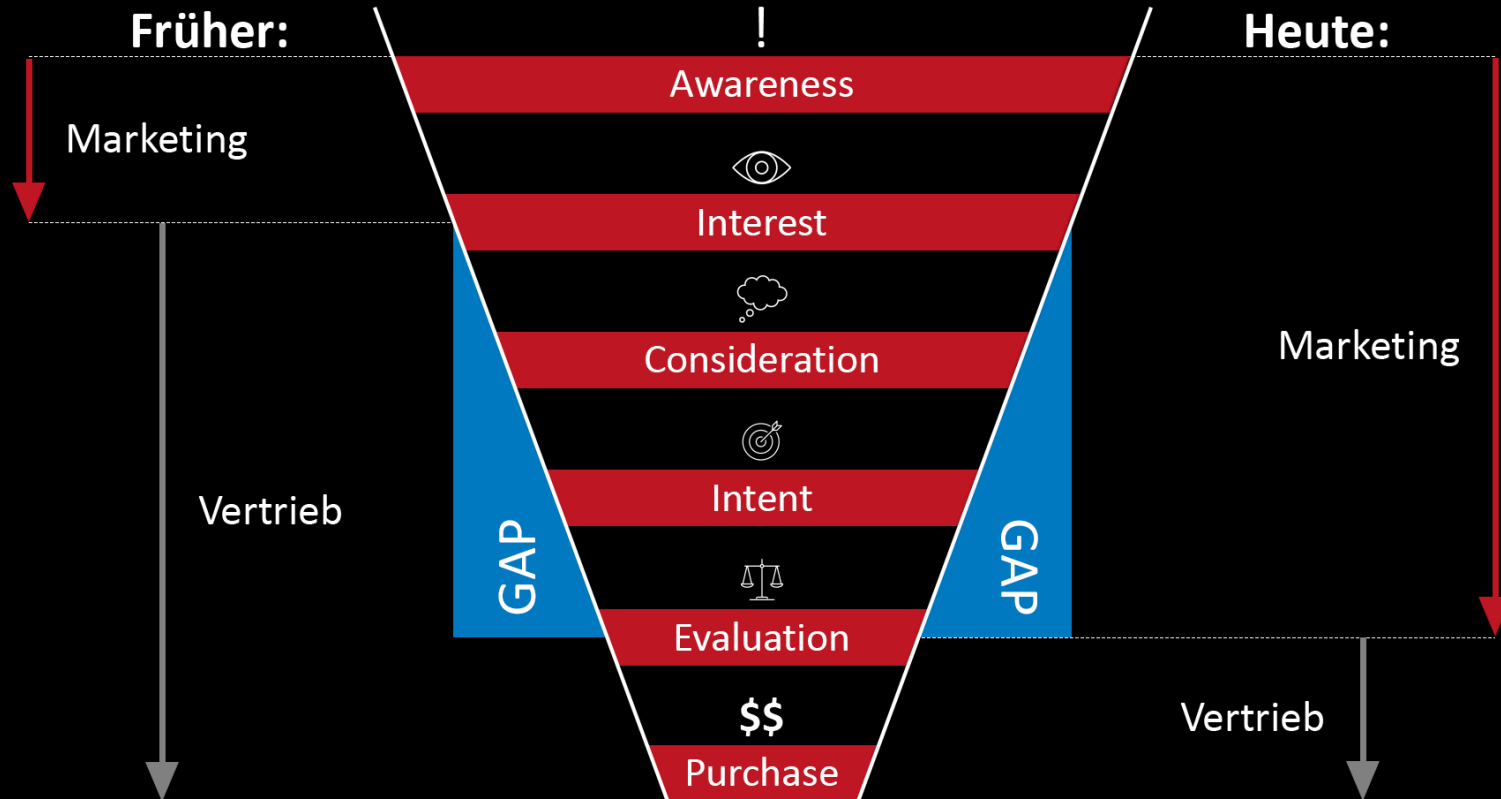 Früher:
!
Heute:
Awareness
Marketing
Interest
Consideration
Marketing
Intent
Vertrieb
GAP
GAP
Evaluation
$$
Vertrieb
Purchase